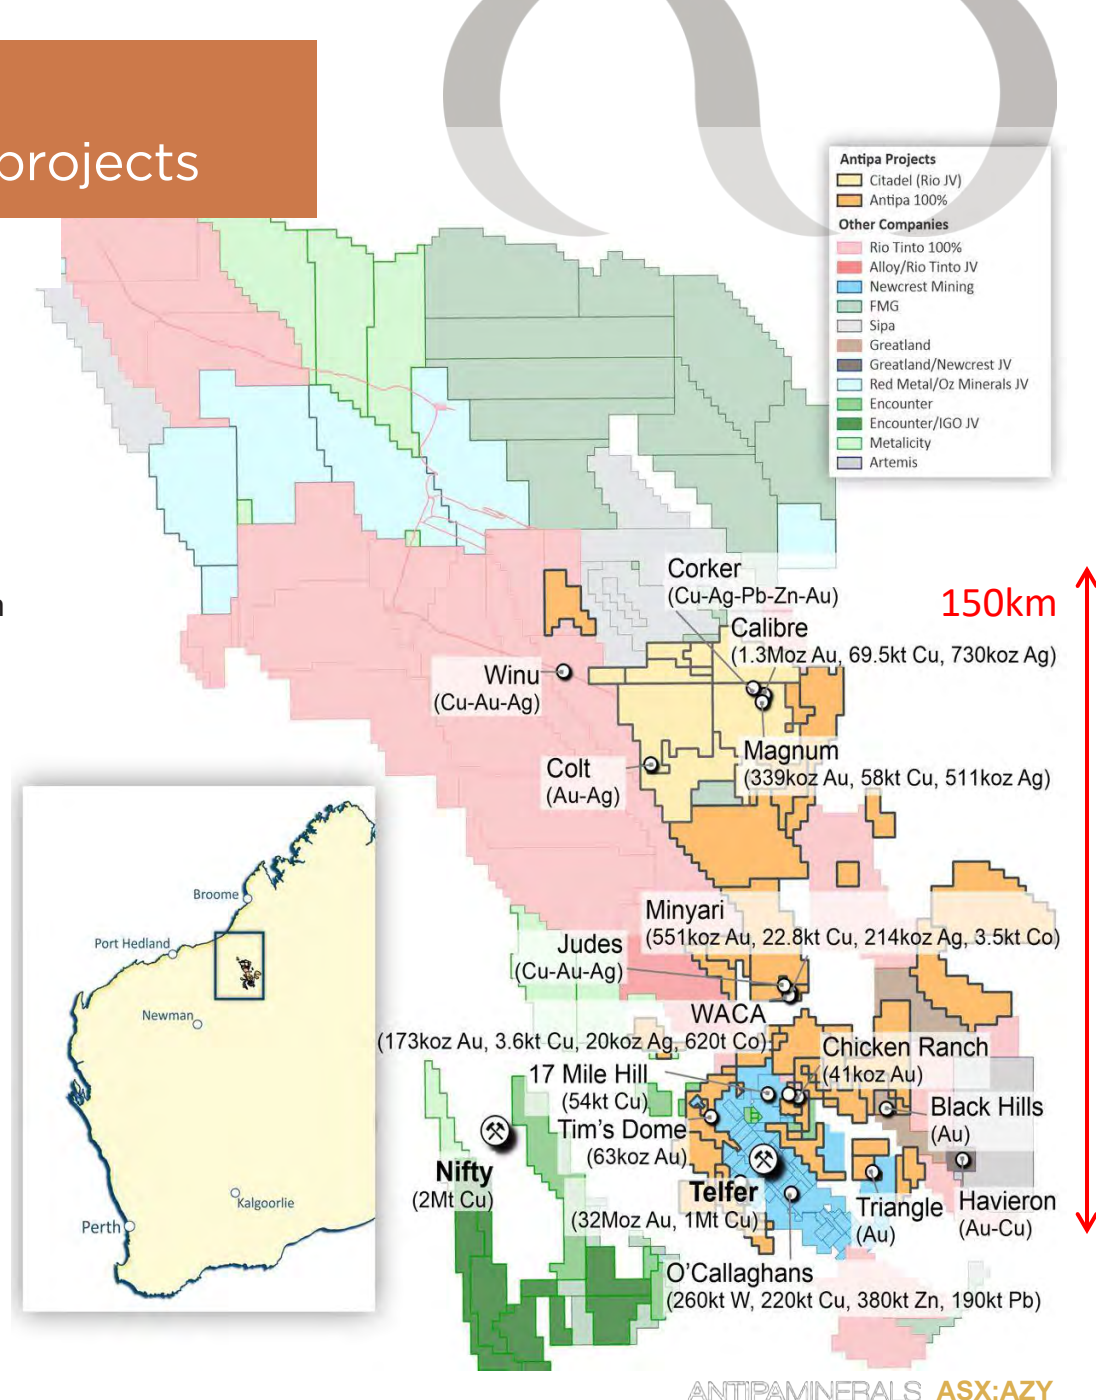 projects
Antipa Projects
Citadel (Rio JV)
Antipa 100%
Other Companies
Rio Tinto 100%
Alloy/Rio Tinto JV
Newcrest Mining
FMG
Sipa
Greatland
Greatland/Newcrest JV
Red Metal/Oz Minerals JV
Encounter
Encounter/IGO JV
Metalicity
Artemis
Corker
(Cu-Ag-Pb-Zn-Au)
150km
Calibre
(1.3Moz Au, 69.5kt Cu, 730koz Ag)
Winu
(Cu-Au-Ag)
Magnum
(339koz Au, 58kt Cu, 511koz Ag)
Colt
(Au-Ag)
Minyari
(551koz Au, 22.8kt Cu, 214koz Ag, 3.5kt Co)
Judes
(Cu-Au-Ag)
WACA
(173koz Au, 3.6kt Cu, 20koz Ag, 620t Co)
Chicken Ranch
(41koz Au)
17 Mile Hill
(54kt Cu)
Black Hills
(Au)
Tim's Dome
(63koz Au)
Nifty
(2Mt Cu)
Telfer
(32Moz Au, 1Mt Cu)
Triangle
(Au)
Havieron
(Au-Cu)
O'Callaghans
(260kt W, 220kt Cu, 380kt Zn, 190kt Pb)
Broome
Port Hedland
Newman
Kalgoorlie
Perth
ANTIPAMINERALS ASX:AZY